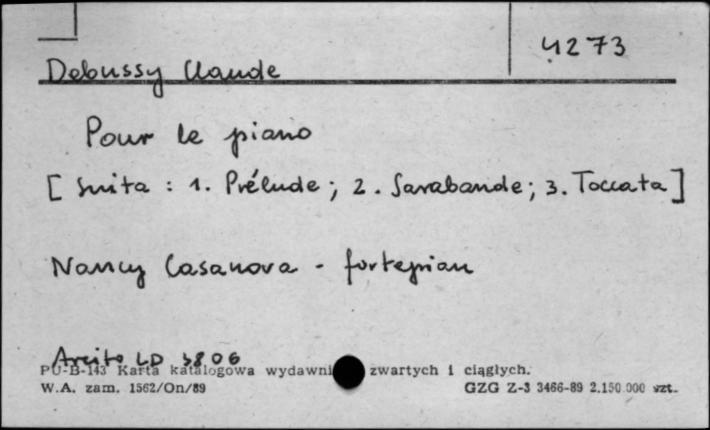 4273
Debussy Claude
Pour le piano
[ suita : 1. Prélude ; 2. Sarabande ; 3. Toccata ]
Nancy Casanova - fortepian
LD 3806
PU-B-143 Karta katalogowa wydawni zwartych i ciągłych.
W.A. zam. 1562/On/89 GZG Z-3 3466-89 2.150.000 szt.